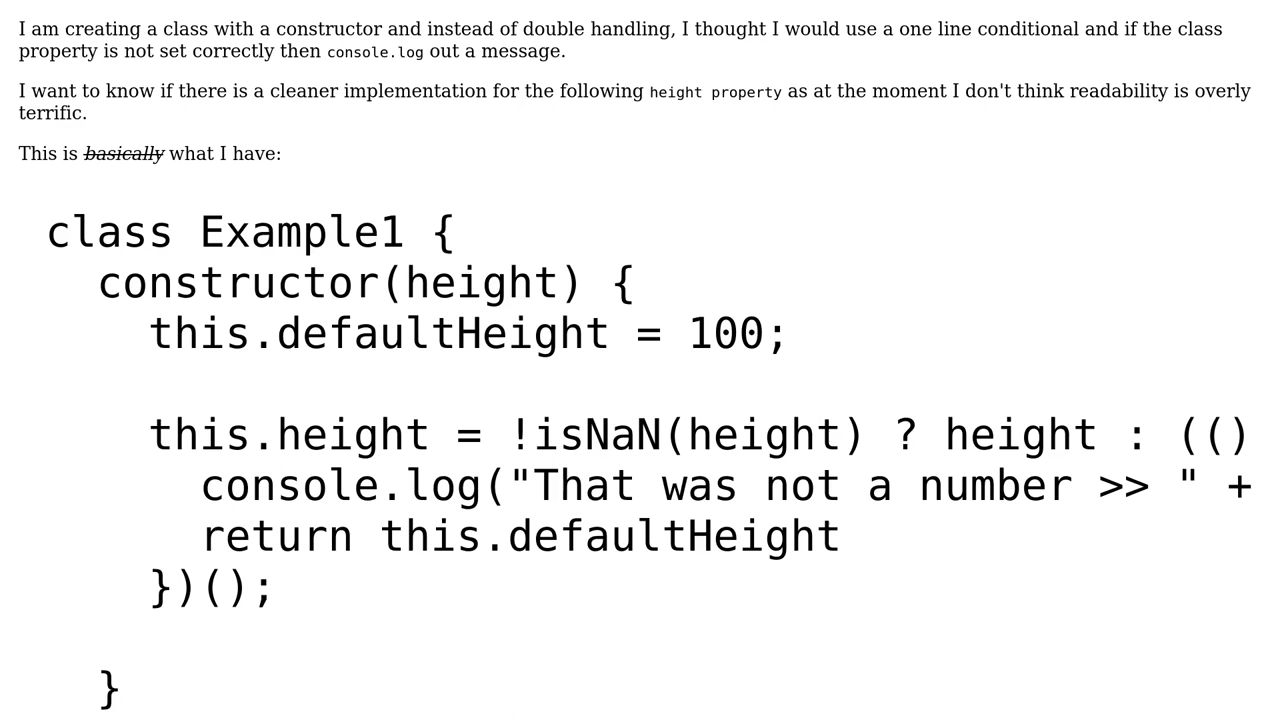 I am creating a class with a constructor and instead of double handling, I thought I would use a one line conditional and if the class
property is not set correctly then console.log out a message.
I want to know if there is a cleaner implementation for the following height property as at the moment I don't think readability is overly
terrific.
This is basically what I have:
class Example1 {
constructor(height) {
this.defaultHeight = 100;
this.height = !isNaN(height) ? height : (()
console.log("That was not a number >> " +
return this.defaultHeight
})();
}